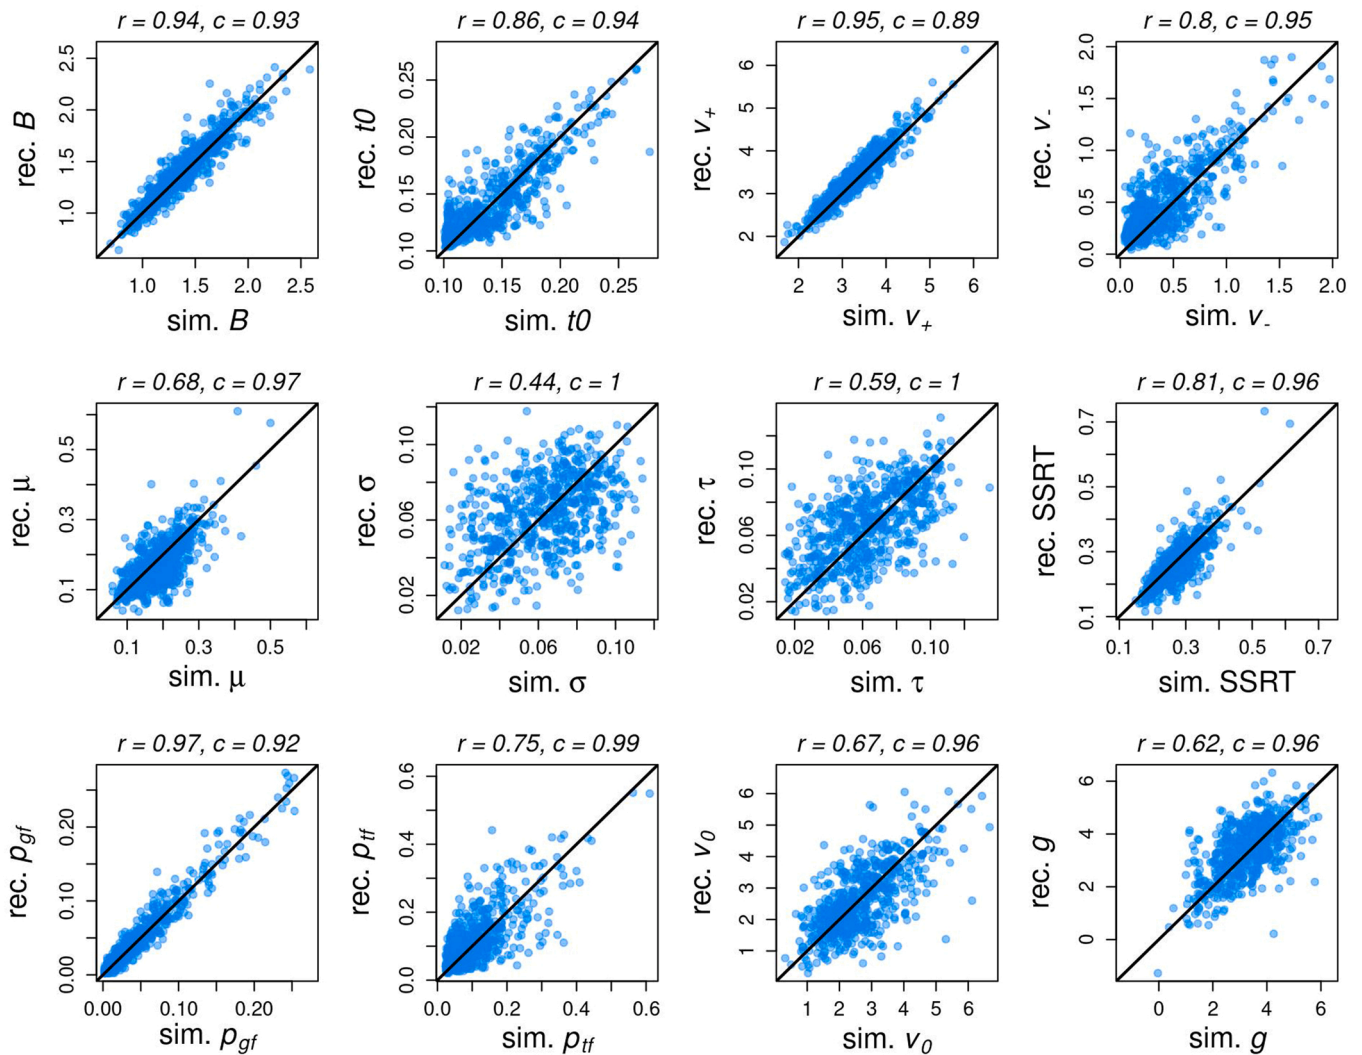 r = 0.94, c = 0.93
rec. B
2.5
2.0
1.5
1.0
1.0 1.5 2.0 2.5
sim. B
r = 0.86, c = 0.94
rec. t0
0.25
0.20
0.15
0.10
0.10 0.15 0.20 0.25
sim. t0
r = 0.95, c = 0.89
rec. v+
6
5
4
3
2
2 3 4 5 6
sim. v+
r = 0.8, c = 0.95
rec. v-
2.0
1.5
1.0
0.5
0.0
0.0 0.5 1.0 1.5 2.0
sim. v-
r = 0.68, c = 0.97
rec. μ
0.5
0.3
0.1
0.1 0.3 0.5
sim. μ
r = 0.44, c = 1
rec. σ
0.10
0.06
0.02
0.02 0.06 0.10
sim. σ
r = 0.59, c = 1
rec. τ
0.10
0.06
0.02
0.02 0.06 0.10
sim. τ
r = 0.81, c = 0.96
rec. SSRT
0.7
0.5
0.3
0.1
0.1 0.3 0.5 0.7
sim. SSRT
r = 0.97, c = 0.92
rec. pgf
0.20
0.10
0.00
0.00 0.10 0.20
sim. pgf
r = 0.75, c = 0.99
rec. ptf
0.6
0.4
0.2
0.0
0.0 0.2 0.4 0.6
sim. ptf
r = 0.67, c = 0.96
rec. v0
6
5
4
3
2
1
1 2 3 4 5 6
sim. v0
r = 0.62, c = 0.96
rec. g
6
4
2
0
0 2 4 6
sim. g